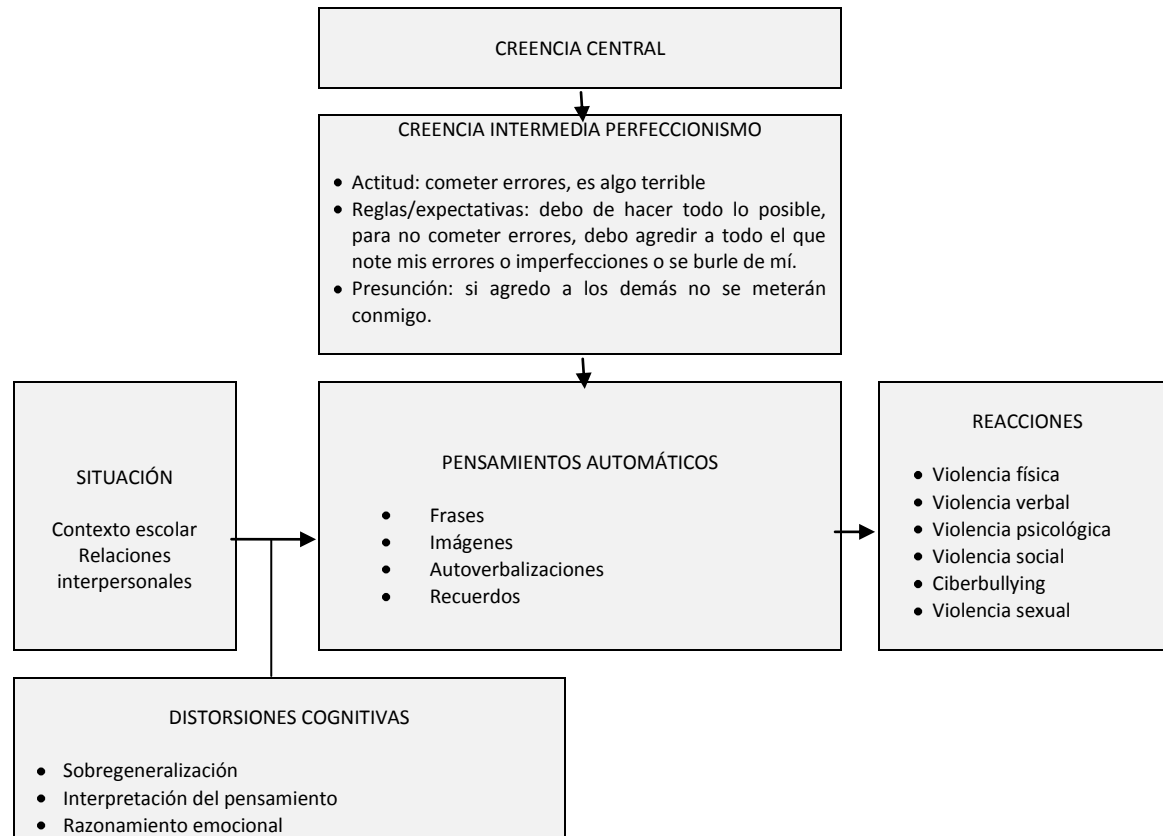 CREENCIA CENTRAL
CREENCIA INTERMEDIA PERFECCIONISMO
• Actitud: cometer errores, es algo terrible
• Reglas/expectativas: debo de hacer todo lo posible,
para no cometer errores, debo agredir a todo el que
note mis errores o imperfecciones o se burle de mí.
• Presunción: si agredo a los demás no se meterán
conmigo.
SITUACIÓN
Contexto escolar
Relaciones
interpersonales
PENSAMIENTOS AUTOMÁTICOS
• Frases
• Imágenes
• Autoverbalizaciones
• Recuerdos
REACCIONES
• Violencia física
• Violencia verbal
• Violencia psicológica
• Violencia social
• Ciberbullying
• Violencia sexual
DISTORSIONES COGNITIVAS
• Sobregeneralización
• Interpretación del pensamiento
• Razonamiento emocional